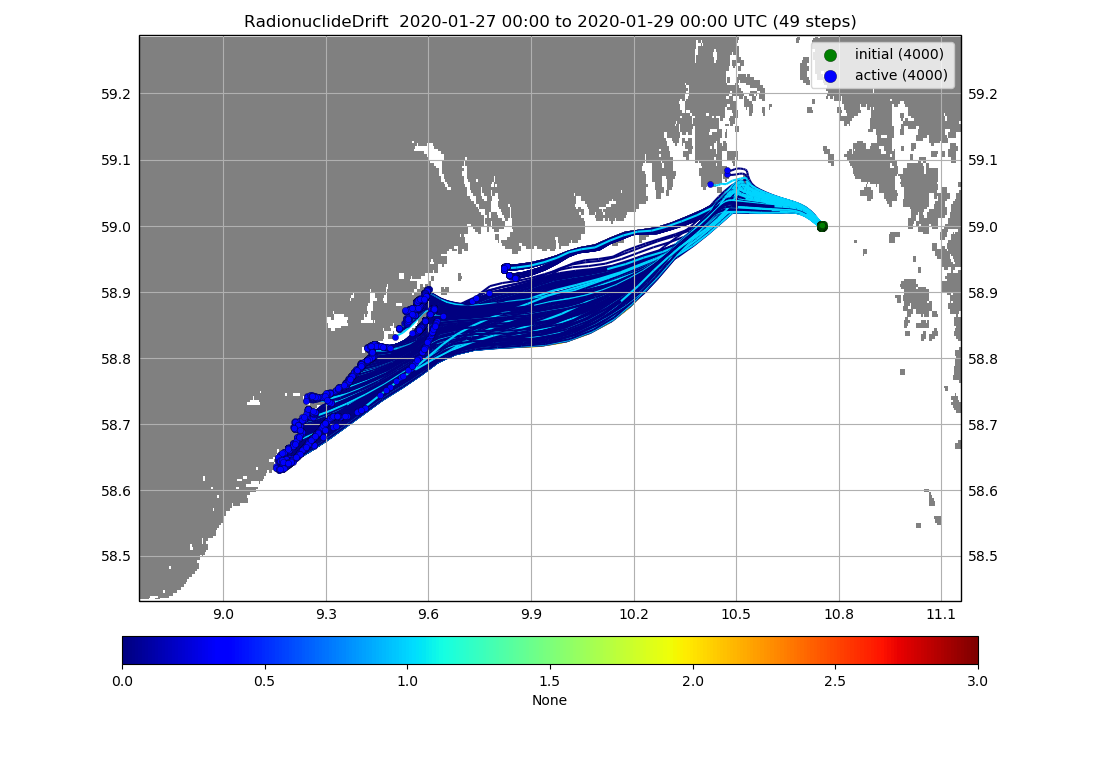 RadionuclideDrift  2020-01-27 00:00 to 2020-01-29 00:00 UTC (49 steps)
initial (4000)
active (4000)
59.2 59.2
59.1 59.1
59.0 59.0
58.9 58.9
58.8 58.8
58.7 58.7
58.6 58.6
58.5 58.5
9.0 9.3 9.6 9.9 10.2 10.5 10.8 11.1
0.0 0.5 1.0 1.5 2.0 2.5 3.0
None